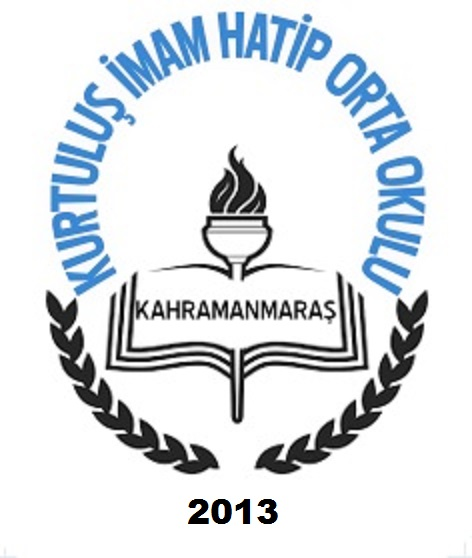 KURTULUŞ İMAM HATİP ORTA OKULU
KAHRAMANMARAŞ
2013